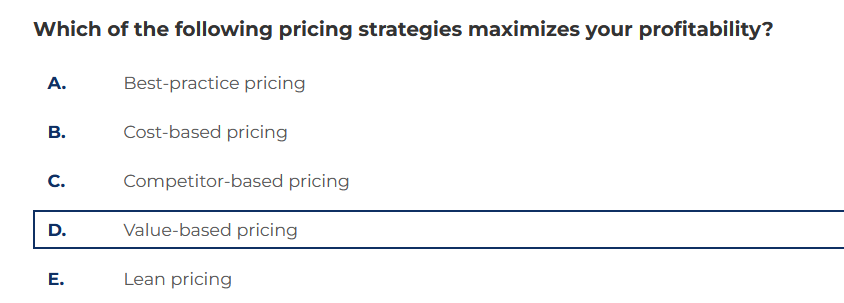 Which of the following pricing strategies maximizes your profitability?
A. Best-practice pricing
B. Cost-based pricing
C. Competitor-based pricing
D. Value-based pricing
E. Lean pricing